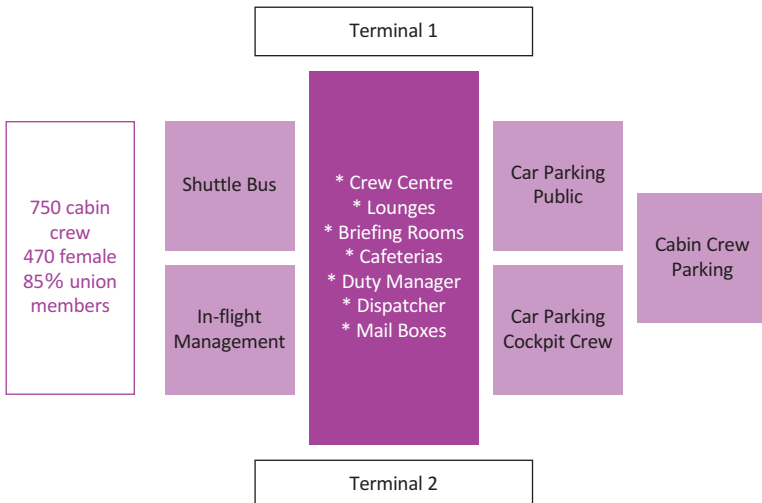 Terminal 1
750 cabin
crew
470 female
85% union
members
Shuttle Bus
In-flight
Management
* Crew Centre
* Lounges
* Briefing Rooms
* Cafeterias
* Duty Manager
* Dispatcher
* Mail Boxes
Car Parking
Public
Car Parking
Cockpit Crew
Cabin Crew
Parking
Terminal 2